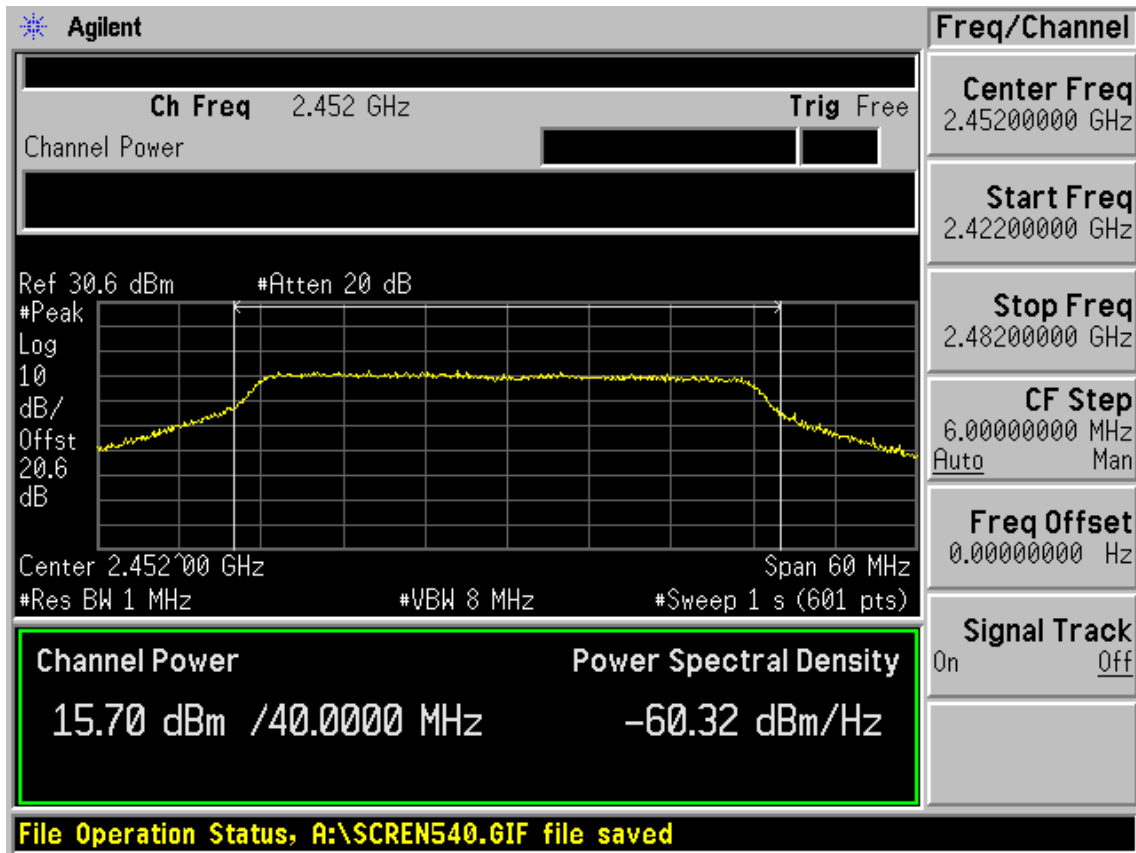 Agilent
Ch Freq 2.452 GHz Trig Free
Channel Power
Ref 30.6 dBm #Atten 20 dB
#Peak
Log
10
dB/
Offst
20.6
dB
Center 2.452^00 GHz Span 60 MHz
#Res BW 1 MHz #VBW 8 MHz #Sweep 1 s (601 pts)
Channel Power Power Spectral Density
15.70 dBm /40.0000 MHz -60.32 dBm/Hz
File Operation Status, A:\SCREN540.GIF file saved
Freq/Channel
Center Freq
2.45200000 GHz
Start Freq
2.42200000 GHz
Stop Freq
2.48200000 GHz
CF Step
6.00000000 MHz
Auto Man
Freq Offset
0.00000000 Hz
Signal Track
On Off